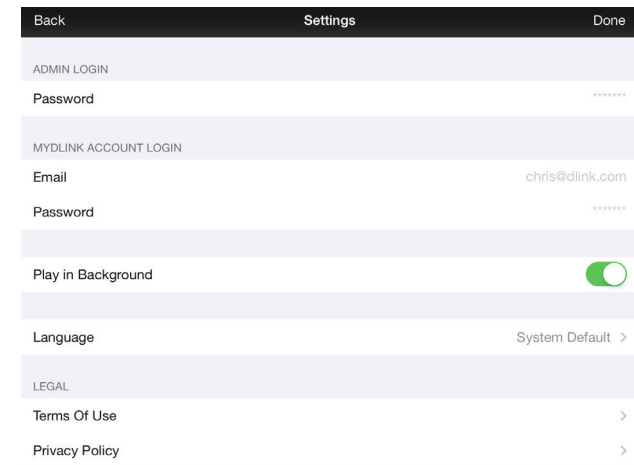 Back Settings Done
ADMIN LOGIN
Password *******
MYDLINK ACCOUNT LOGIN
Email chris@dlink.com
Password *******
Play in Background
Language System Default >
LEGAL
Terms Of Use >
Privacy Policy >